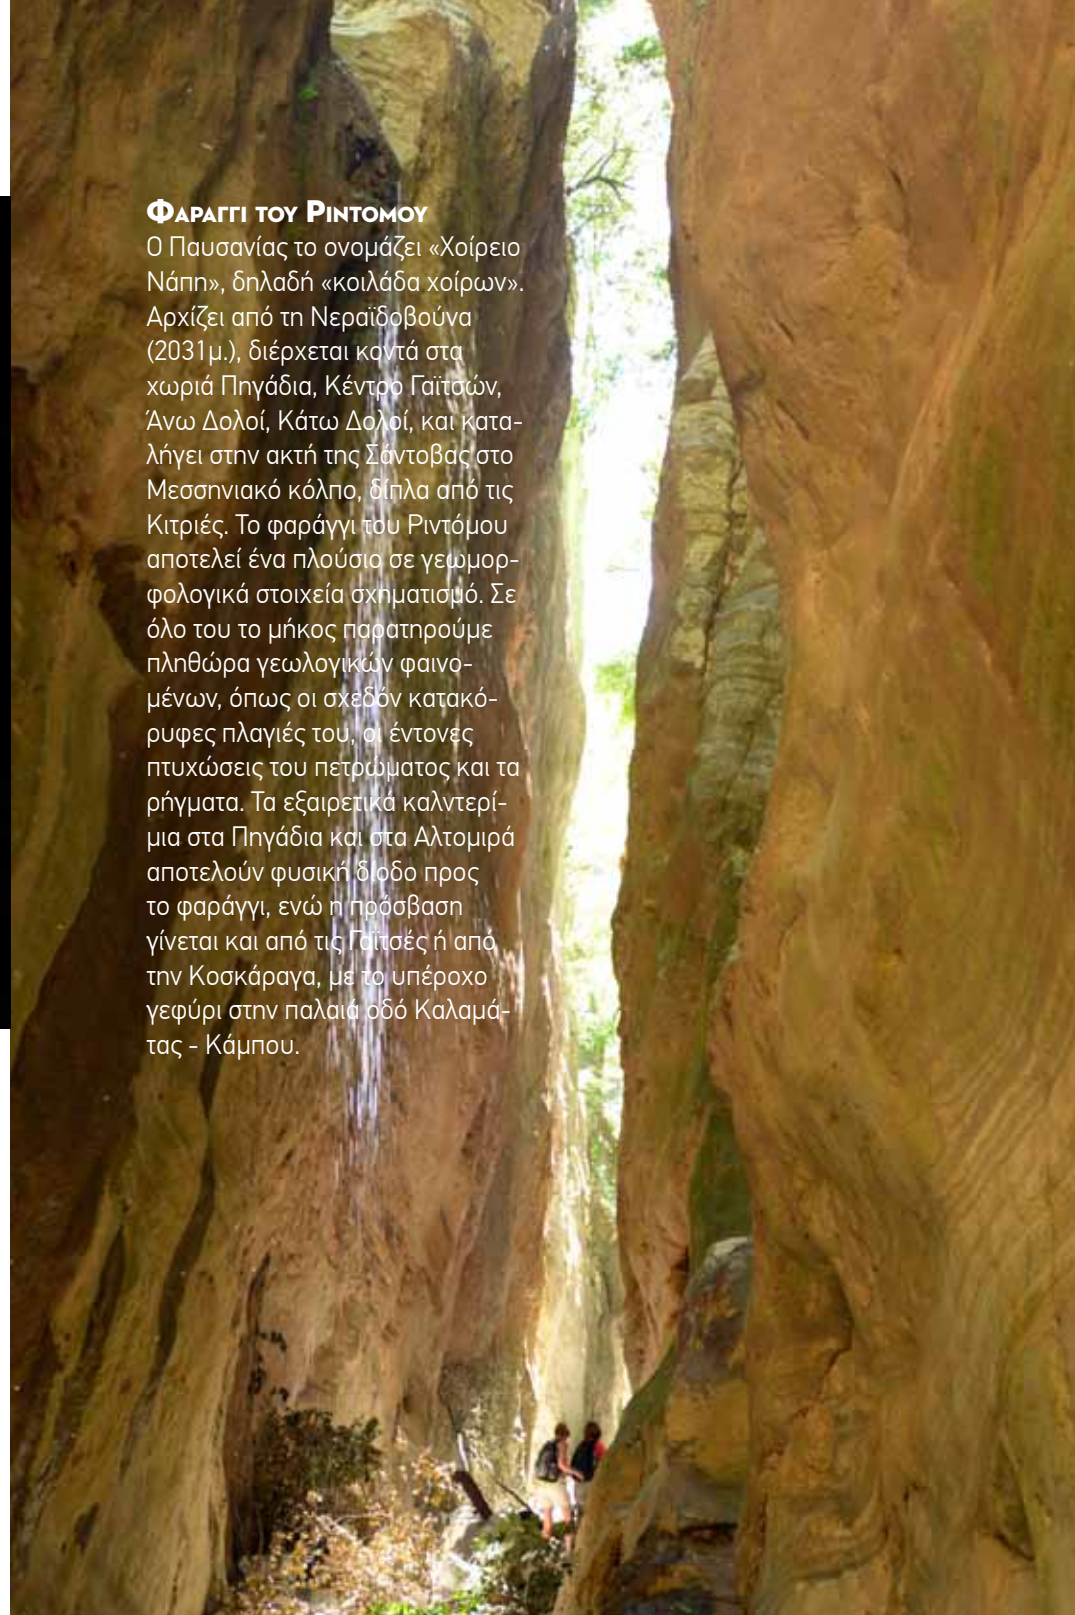 Φαραγγι του Ριντομου
Ο Παυσανίας το ονομάζει «Χοίρειο
Νάπη», δηλαδή «κοιλάδα χοίρων».
Αρχίζει από τη Νεραϊδοβούνα
(2031μ.), διέρχεται κοντά στα
χωριά Πηγάδια, Κέντρο Γαϊτσών,
Άνω Δολοί, Κάτω Δολοί, και κατα-
λήγει στην ακτή της Σάντοβας στο
Μεσσηνιακό κόλπο, δίπλα από τις
Κιτριές. Το φαράγγι του Ριντόμου
αποτελεί ένα πλούσιο σε γεωμορ-
φολογικά στοιχεία σχηματισμό. Σε
όλο του το μήκος παρατηρούμε
πληθώρα γεωλογικών φαινο-
μένων, όπως οι σχεδόν κατακό-
ρυφες πλαγιές του, οι έντονες
πτυχώσεις του πετρώματος και τα
ρήγματα. Τα εξαιρετικά καλντερί-
μια στα Πηγάδια και στα Αλτομιρά
αποτελούν φυσική δίοδο προς
το φαράγγι, ενώ η πρόσβαση
γίνεται και από τις Γαϊτσές ή από
την Κοσκάραγα, με το υπέροχο
γεφύρι στην παλαιά οδό Καλαμά-
τας - Κάμπου.